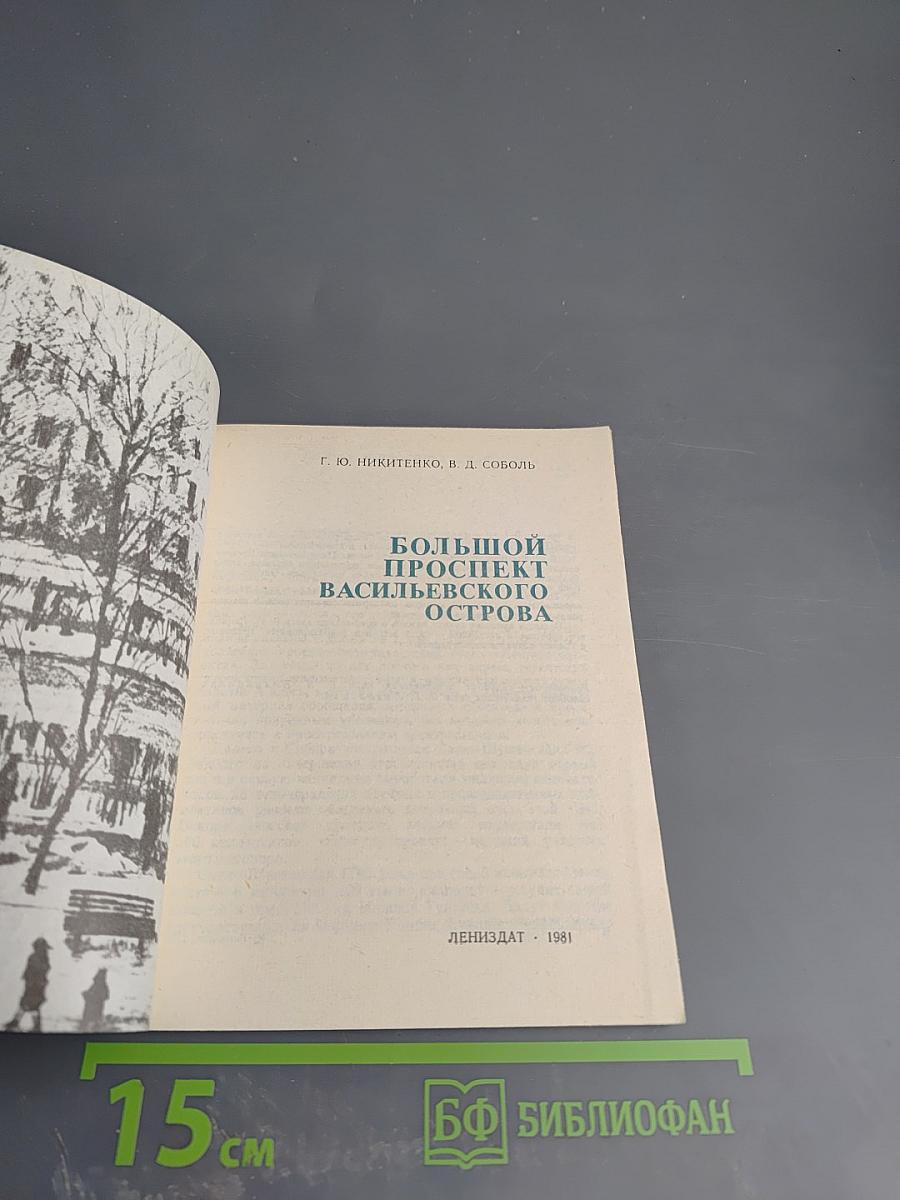 Г. Ю. НИКИТЕНКО, В. Д. СОБОЛЬ
БОЛЬШОЙ
ПРОСПЕКТ
ВАСИЛЬЕВСКОГО
ОСТРОВА
ЛЕНИЗДАТ · 1981
15 см
БФ БИБЛИОФАН